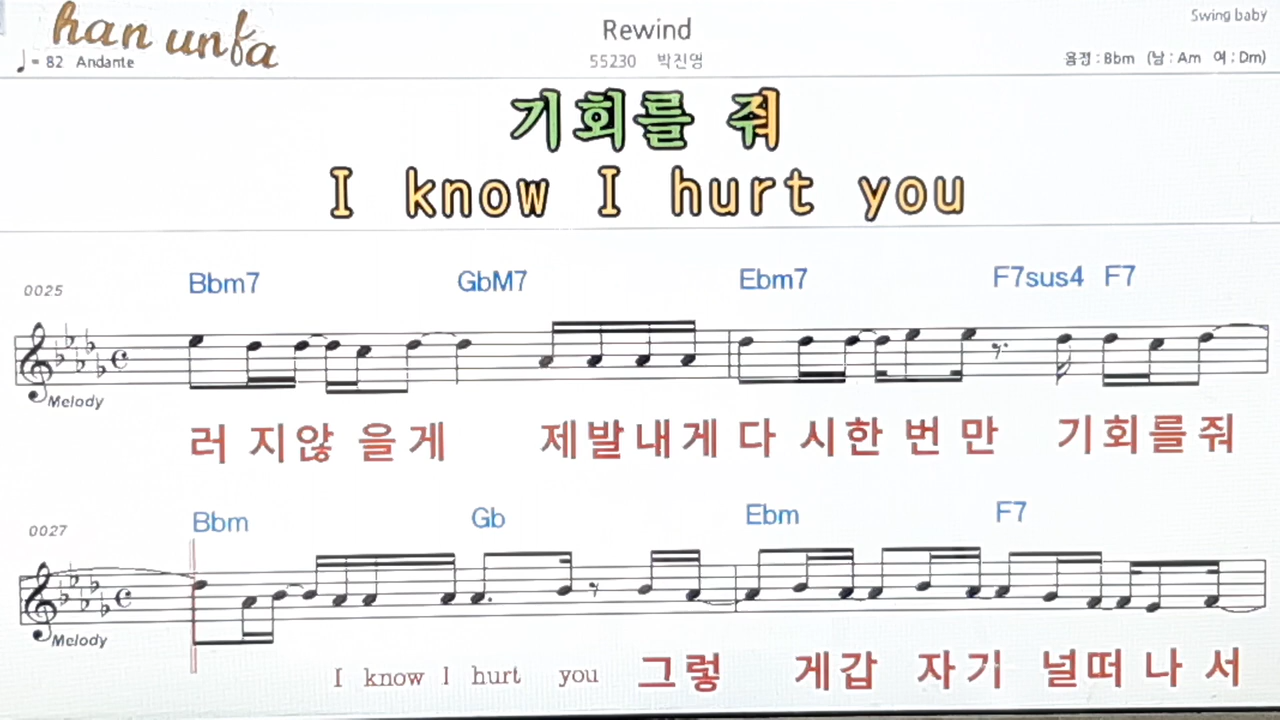 han unfa
Rewind
Swing baby
♩= 82 Andante
55230 박진영
음정 : Bbm (남 : Am 여 : Dm)
기회를 줘
I know I hurt you
0025 Bbm7 GbM7 Ebm7 F7sus4 F7
Melody
러 지않 을게 제발내게 다 시한 번 만 기회를줘
0027 Bbm Gb Ebm F7
Melody
I know I hurt you 그렇 게갑 자기 널떠나 서